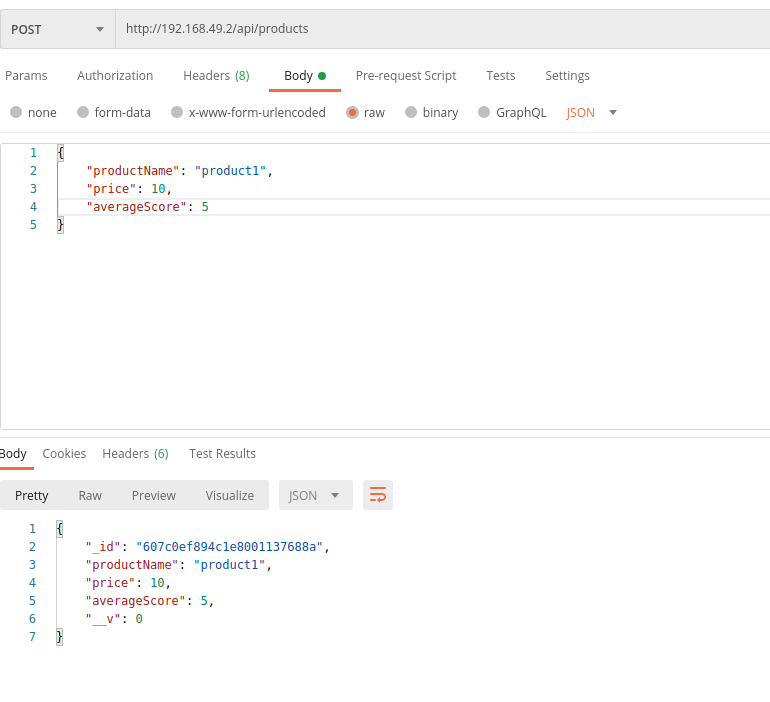 POST http://192.168.49.2/api/products
Params Authorization Headers (8) Body Pre-request Script Tests Settings
none form-data x-www-form-urlencoded raw binary GraphQL JSON
1 {
2 "productName": "product1",
3 "price": 10,
4 "averageScore": 5
5 }
Body Cookies Headers (6) Test Results
Pretty Raw Preview Visualize JSON
1 {
2 "_id": "607c0ef894c1e8001137688a",
3 "productName": "product1",
4 "price": 10,
5 "averageScore": 5,
6 "__v": 0
7 }